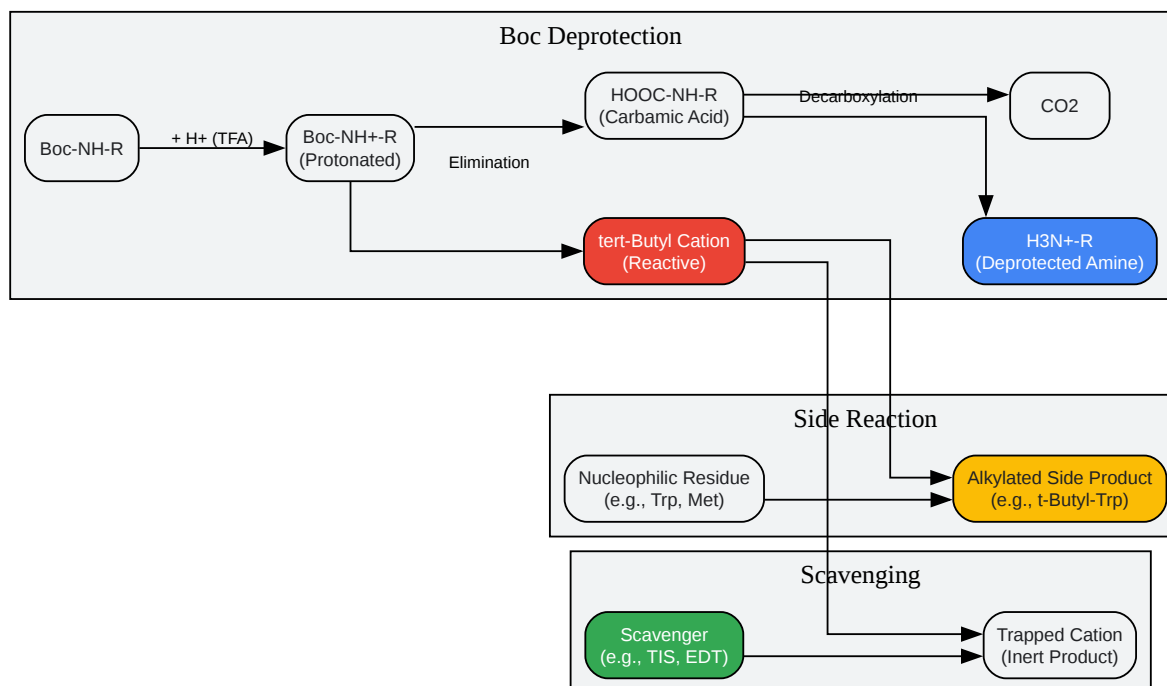 Boc Deprotection
Boc-NH-R
+ H+ (TFA)
Boc-NH+-R
(Protonated)
Elimination
HOOC-NH-R
(Carbamic Acid)
Decarboxylation
CO2
tert-Butyl Cation
(Reactive)
H3N+-R
(Deprotected Amine)
Side Reaction
Nucleophilic Residue
(e.g., Trp, Met)
Alkylated Side Product
(e.g., t-Butyl-Trp)
Scavenging
Scavenger
(e.g., TIS, EDT)
Trapped Cation
(Inert Product)